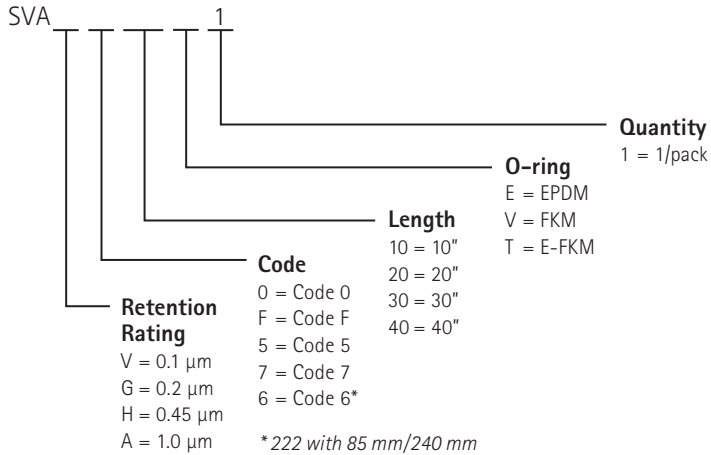 SVA 1
Quantity
1 = 1/pack
O-ring
E = EPDM
V = FKM
T = E-FKM
Length
10 = 10"
20 = 20"
30 = 30"
40 = 40"
Code
0 = Code 0
F = Code F
5 = Code 5
7 = Code 7
6 = Code 6*
Retention
Rating
V = 0.1 µm
G = 0.2 µm
H = 0.45 µm
A = 1.0 µm
* 222 with 85 mm/240 mm